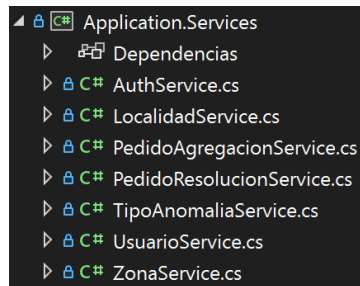 C# Application.Services
Dependencias
C# AuthService.cs
C# LocalidadService.cs
C# PedidoAgregacionService.cs
C# PedidoResolucionService.cs
C# TipoAnomaliaService.cs
C# UsuarioService.cs
C# ZonaService.cs